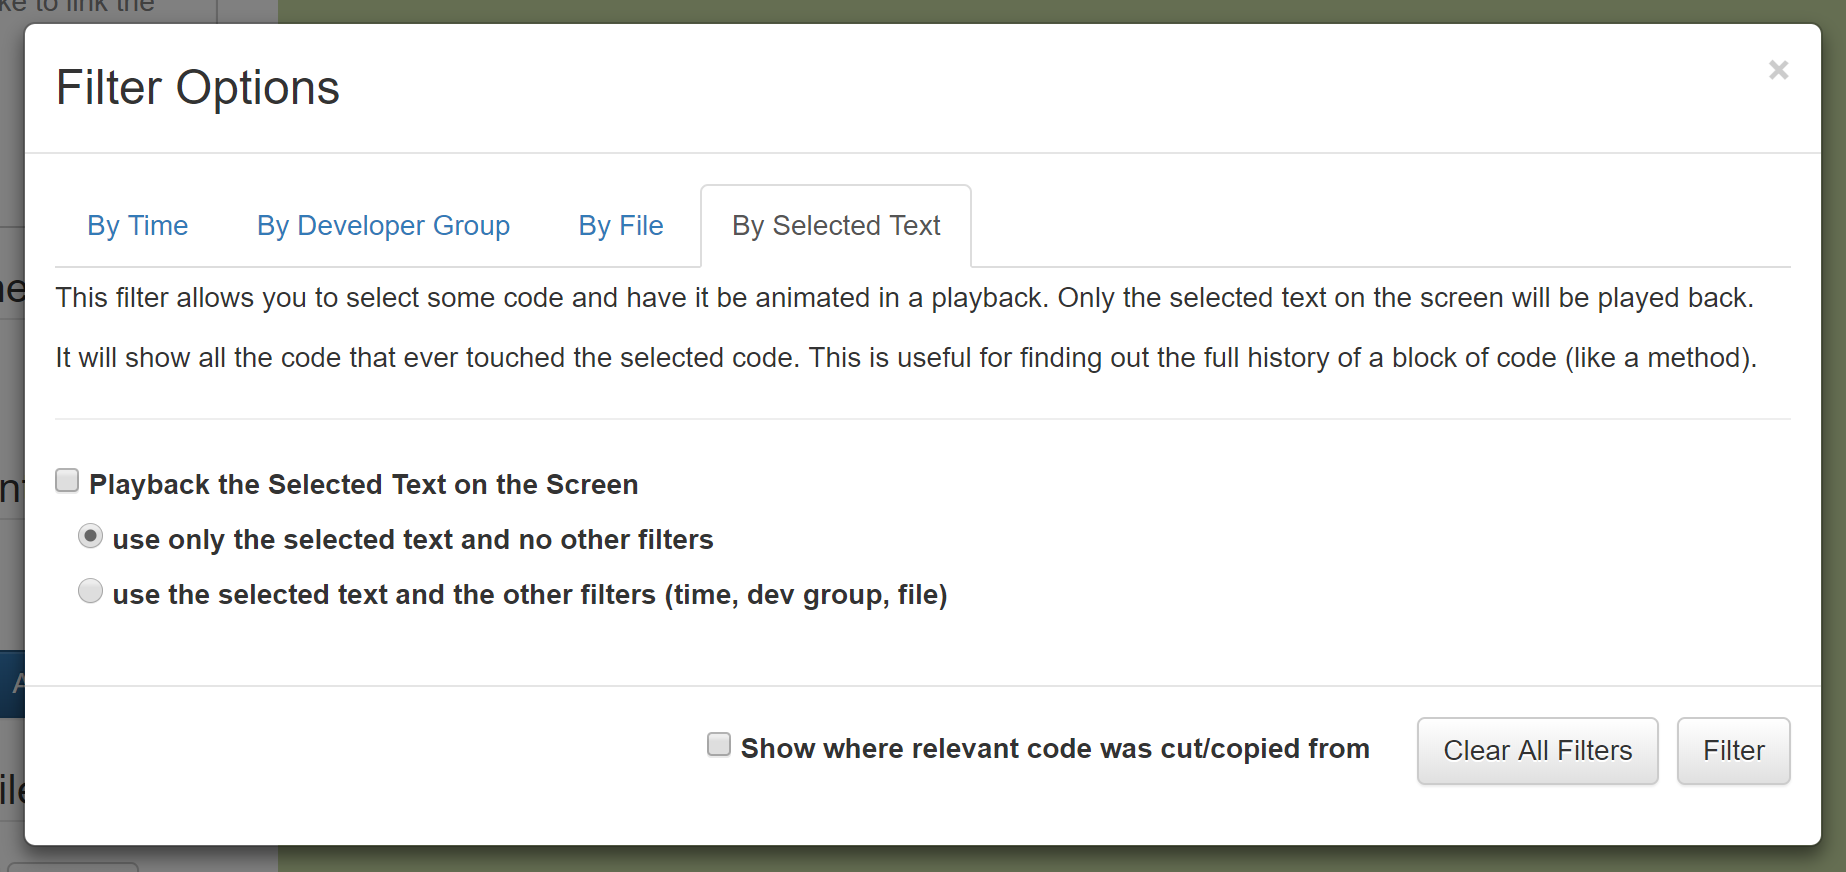 ke to link the
Filter Options
×
By Time By Developer Group By File By Selected Text
This filter allows you to select some code and have it be animated in a playback. Only the selected text on the screen will be played back.
It will show all the code that ever touched the selected code. This is useful for finding out the full history of a block of code (like a method).
Playback the Selected Text on the Screen
use only the selected text and no other filters
use the selected text and the other filters (time, dev group, file)
Show where relevant code was cut/copied from Clear All Filters Filter